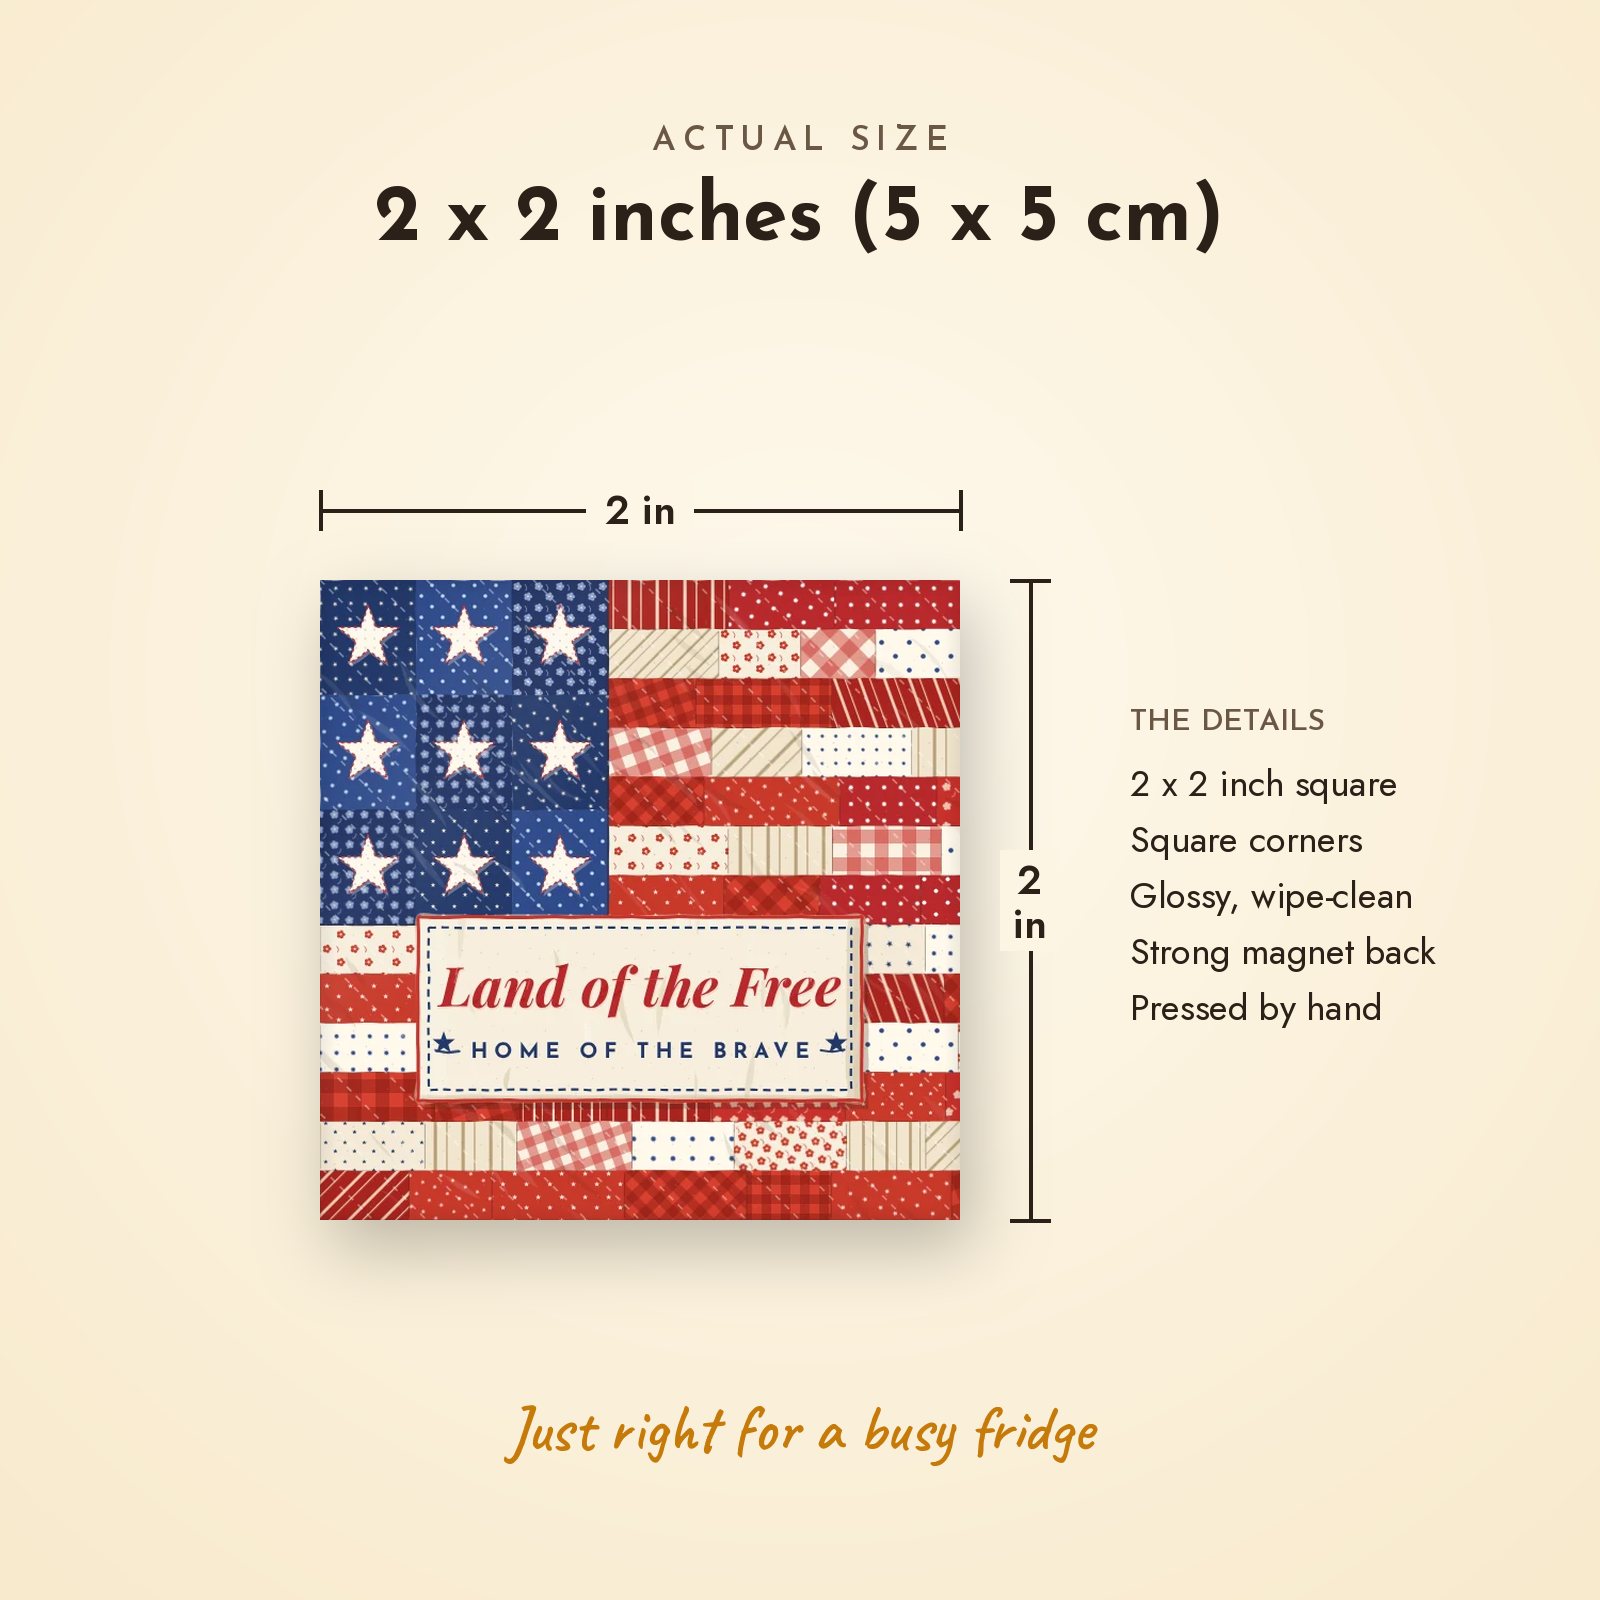 ACTUAL SIZE
2 x 2 inches (5 x 5 cm)
2 in
2
in
Land of the Free
HOME OF THE BRAVE
THE DETAILS
2 x 2 inch square
Square corners
Glossy, wipe-clean
Strong magnet back
Pressed by hand
Just right for a busy fridge